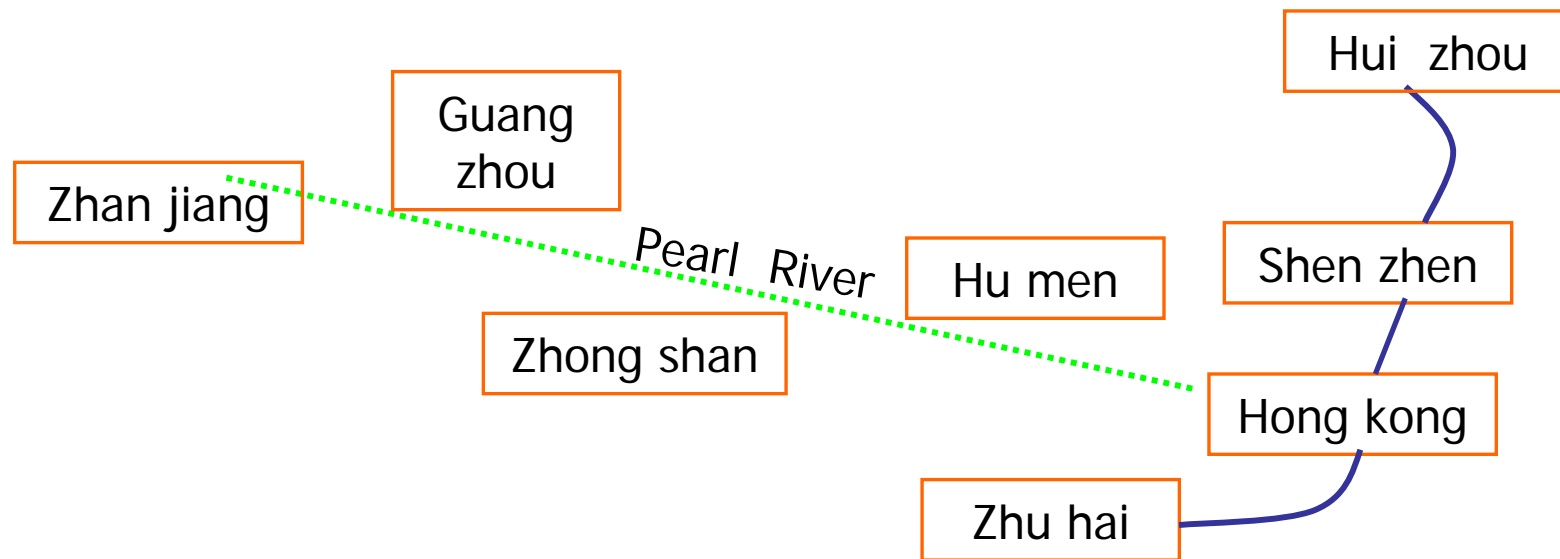 Hui zhou
Guang
zhou
Zhan jiang
Pearl River
Hu men
Shen zhen
Zhong shan
Hong kong
Zhu hai